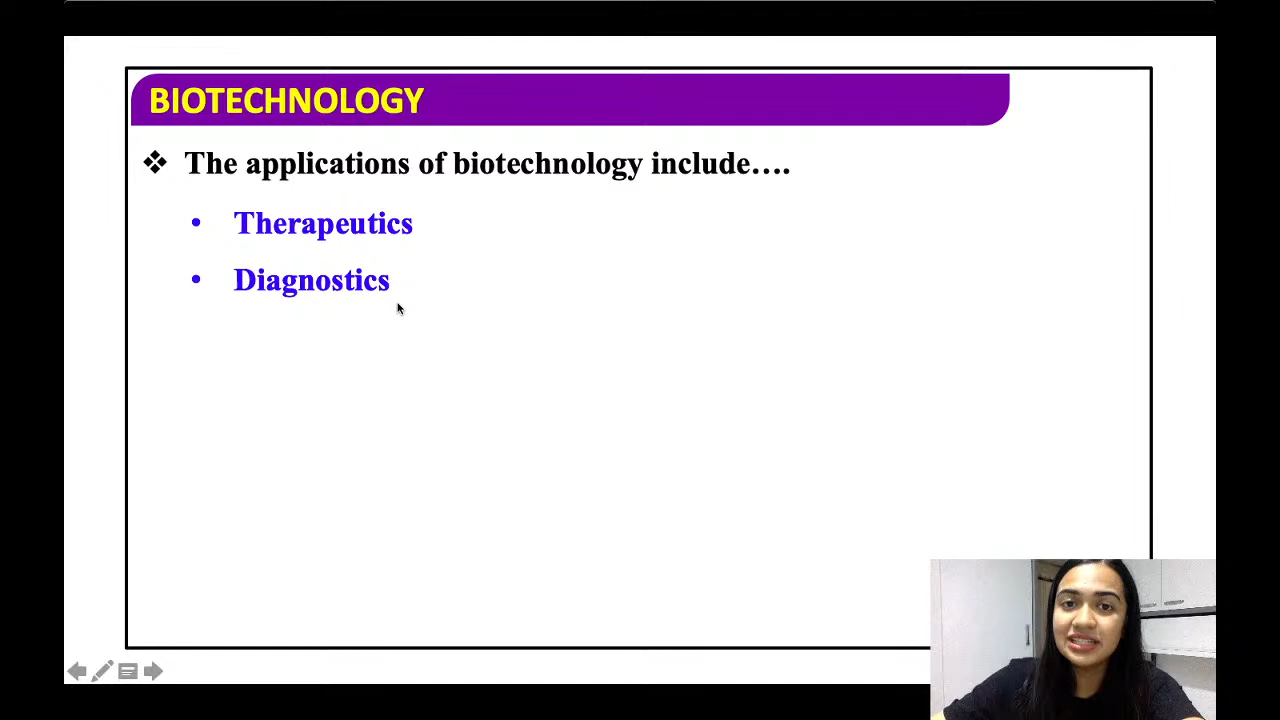 BIOTECHNOLOGY
❖ The applications of biotechnology include….
• Therapeutics
• Diagnostics